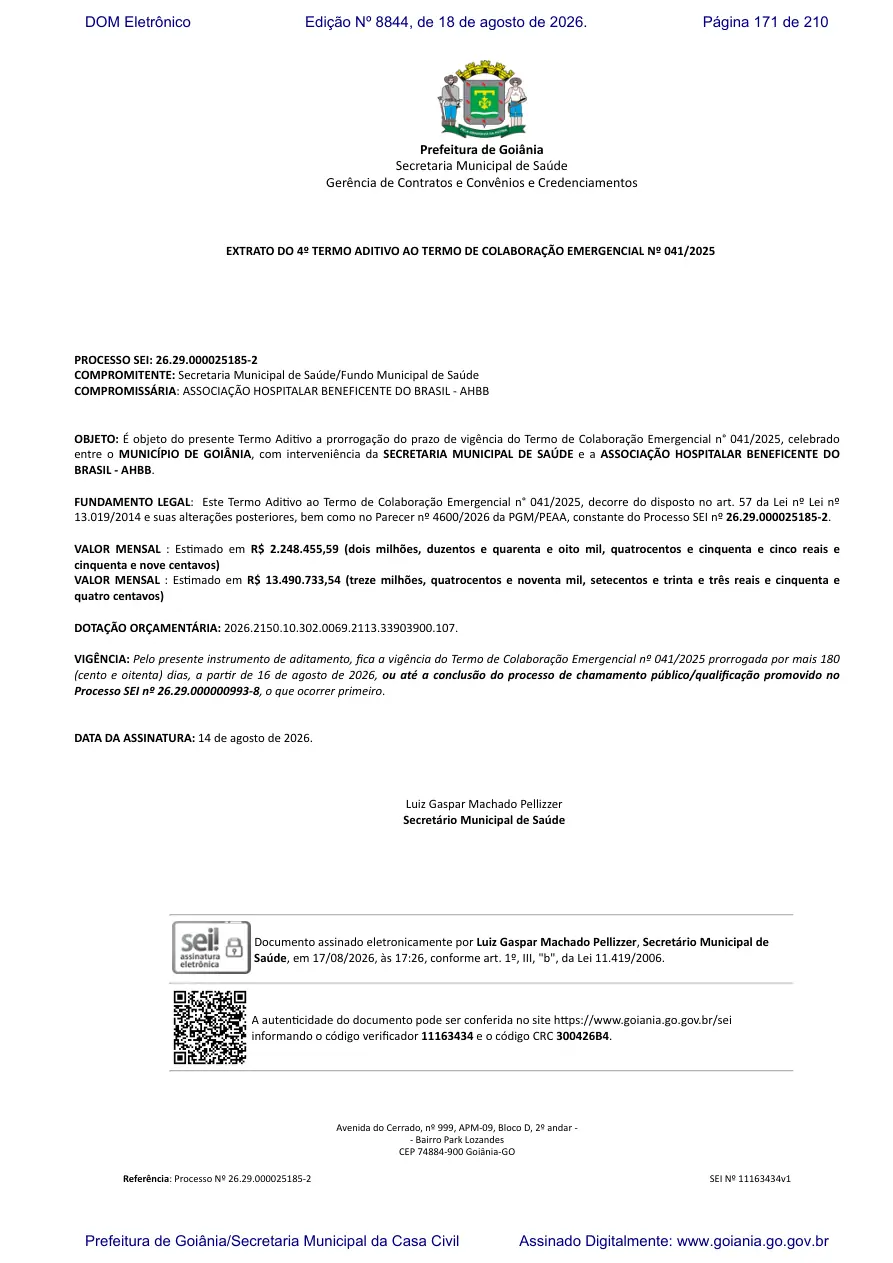 DOM Eletrônico Edição Nº 8844, de 18 de agosto de 2026. Página 171 de 210
Prefeitura de Goiânia
Secretaria Municipal de Saúde
Gerência de Contratos e Convênios e Credenciamentos
EXTRATO DO 4º TERMO ADITIVO AO TERMO DE COLABORAÇÃO EMERGENCIAL Nº 041/2025
PROCESSO SEI: 26.29.000025185-2
COMPROMITENTE: Secretaria Municipal de Saúde/Fundo Municipal de Saúde
COMPROMISSÁRIA: ASSOCIAÇÃO HOSPITALAR BENEFICENTE DO BRASIL - AHBB
OBJETO: É objeto do presente Termo Aditivo a prorrogação do prazo de vigência do Termo de Colaboração Emergencial n° 041/2025, celebrado
entre o MUNICÍPIO DE GOIÂNIA, com interveniência da SECRETARIA MUNICIPAL DE SAÚDE e a ASSOCIAÇÃO HOSPITALAR BENEFICENTE DO
BRASIL - AHBB.
FUNDAMENTO LEGAL: Este Termo Aditivo ao Termo de Colaboração Emergencial n° 041/2025, decorre do disposto no art. 57 da Lei nº Lei nº
13.019/2014 e suas alterações posteriores, bem como no Parecer nº 4600/2026 da PGM/PEAA, constante do Processo SEI nº 26.29.000025185-2.
VALOR MENSAL : Estimado em R$ 2.248.455,59 (dois milhões, duzentos e quarenta e oito mil, quatrocentos e cinquenta e cinco reais e
cinquenta e nove centavos)
VALOR MENSAL : Estimado em R$ 13.490.733,54 (treze milhões, quatrocentos e noventa mil, setecentos e trinta e três reais e cinquenta e
quatro centavos)
DOTAÇÃO ORÇAMENTÁRIA: 2026.2150.10.302.0069.2113.33903900.107.
VIGÊNCIA: Pelo presente instrumento de aditamento, fica a vigência do Termo de Colaboração Emergencial nº 041/2025 prorrogada por mais 180
(cento e oitenta) dias, a partir de 16 de agosto de 2026, ou até a conclusão do processo de chamamento público/qualificação promovido no
Processo SEI nº 26.29.000000993-8, o que ocorrer primeiro.
DATA DA ASSINATURA: 14 de agosto de 2026.
Luiz Gaspar Machado Pellizzer
Secretário Municipal de Saúde
sei!
assinatura
eletrônica
Documento assinado eletronicamente por Luiz Gaspar Machado Pellizzer, Secretário Municipal de
Saúde, em 17/08/2026, às 17:26, conforme art. 1º, III, "b", da Lei 11.419/2006.
A autenticidade do documento pode ser conferida no site https://www.goiania.go.gov.br/sei
informando o código verificador 11163434 e o código CRC 300426B4.
Avenida do Cerrado, nº 999, APM-09, Bloco D, 2º andar -
- Bairro Park Lozandes
CEP 74884-900 Goiânia-GO
Referência: Processo Nº 26.29.000025185-2 SEI Nº 11163434v1
Prefeitura de Goiânia/Secretaria Municipal da Casa Civil Assinado Digitalmente: www.goiania.go.gov.br